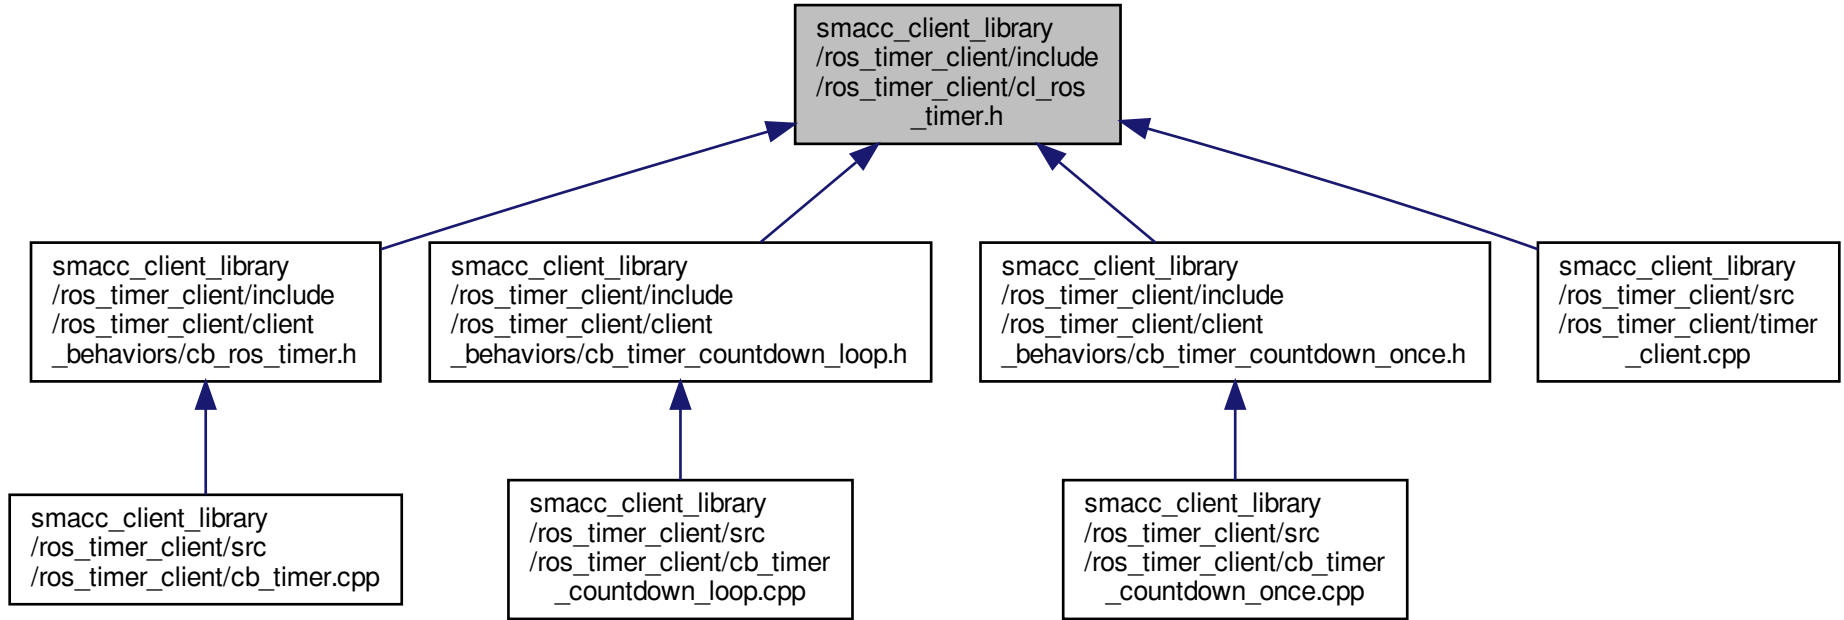 smacc_client_library
/ros_timer_client/include
/ros_timer_client/cl_ros
_timer.h
smacc_client_library
/ros_timer_client/include
/ros_timer_client/client
_behaviors/cb_ros_timer.h
smacc_client_library
/ros_timer_client/include
/ros_timer_client/client
_behaviors/cb_timer_countdown_loop.h
smacc_client_library
/ros_timer_client/include
/ros_timer_client/client
_behaviors/cb_timer_countdown_once.h
smacc_client_library
/ros_timer_client/src
/ros_timer_client/timer
_client.cpp
smacc_client_library
/ros_timer_client/src
/ros_timer_client/cb_timer.cpp
smacc_client_library
/ros_timer_client/src
/ros_timer_client/cb_timer
_countdown_loop.cpp
smacc_client_library
/ros_timer_client/src
/ros_timer_client/cb_timer
_countdown_once.cpp